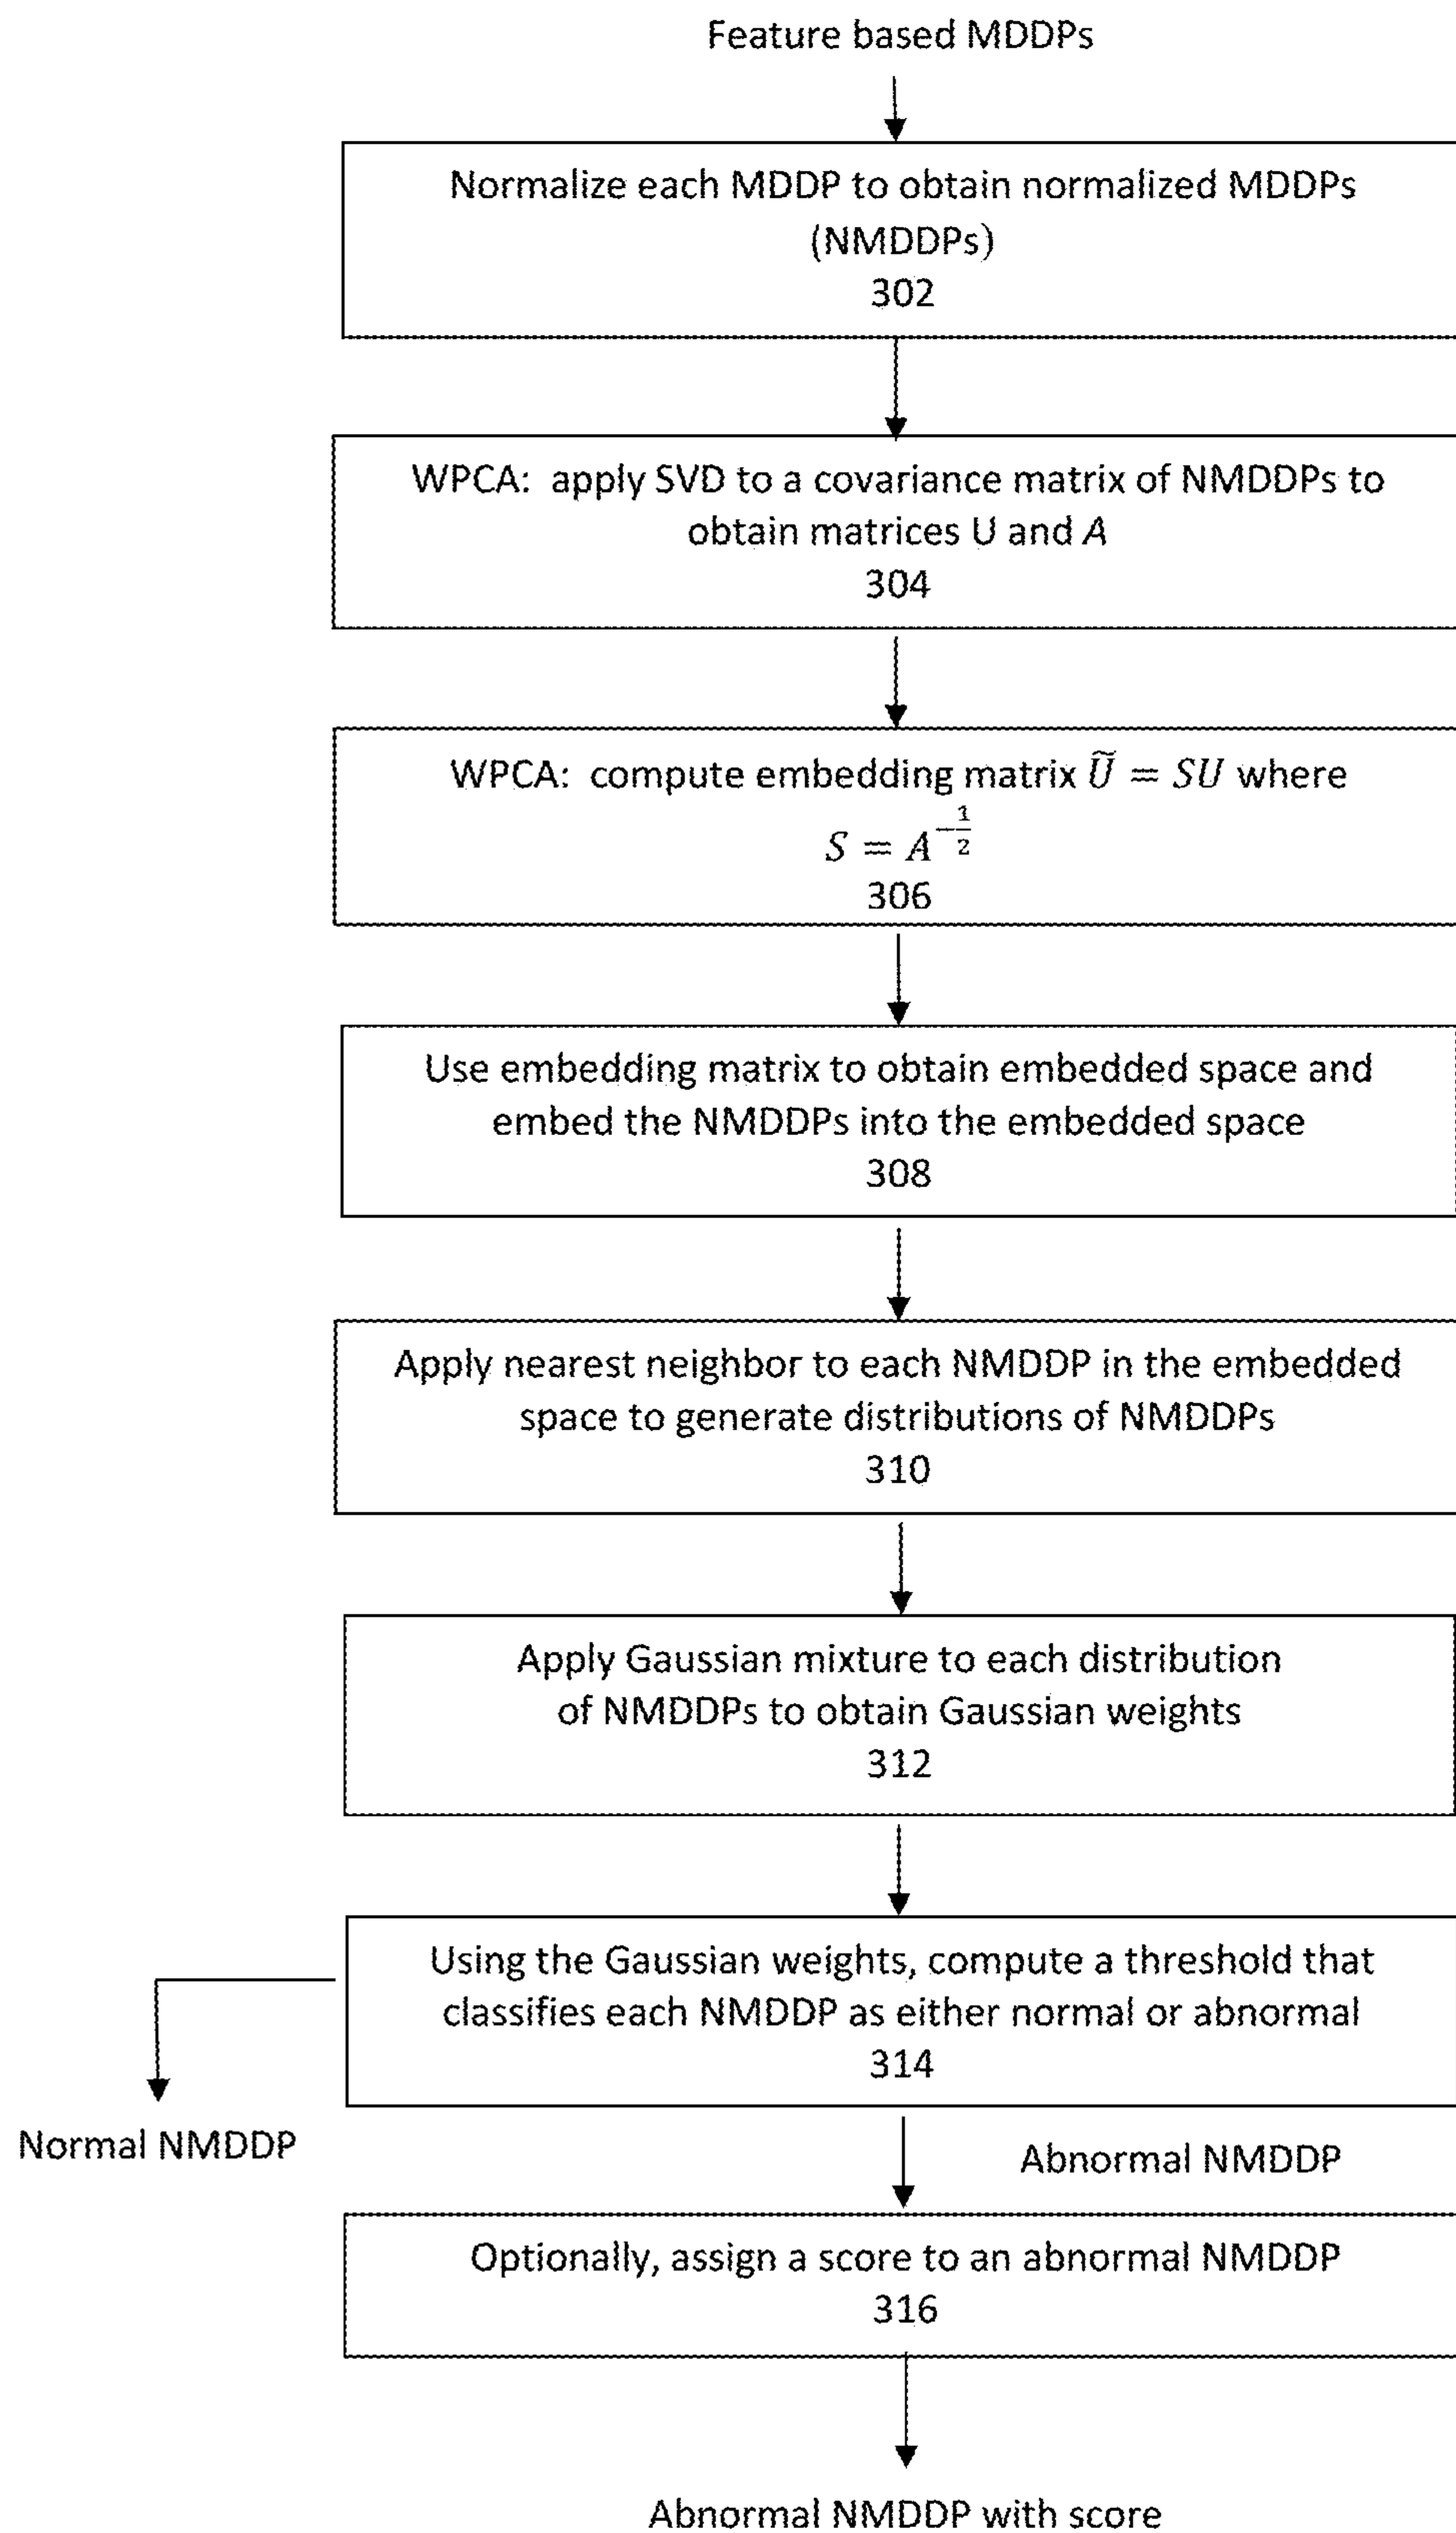 Feature based MDDPs
Normalize each MDDP to obtain normalized MDDPs
(NMDDPs)
302
WPCA: apply SVD to a covariance matrix of NMDDPs to
obtain matrices U and A
304
WPCA: compute embedding matrix Ũ = SU where
S = A^{-1/2}
306
Use embedding matrix to obtain embedded space and
embed the NMDDPs into the embedded space
308
Apply nearest neighbor to each NMDDP in the embedded
space to generate distributions of NMDDPs
310
Apply Gaussian mixture to each distribution
of NMDDPs to obtain Gaussian weights
312
Using the Gaussian weights, compute a threshold that
classifies each NMDDP as either normal or abnormal
314
Normal NMDDP
Abnormal NMDDP
Optionally, assign a score to an abnormal NMDDP
316
Abnormal NMDDP with score